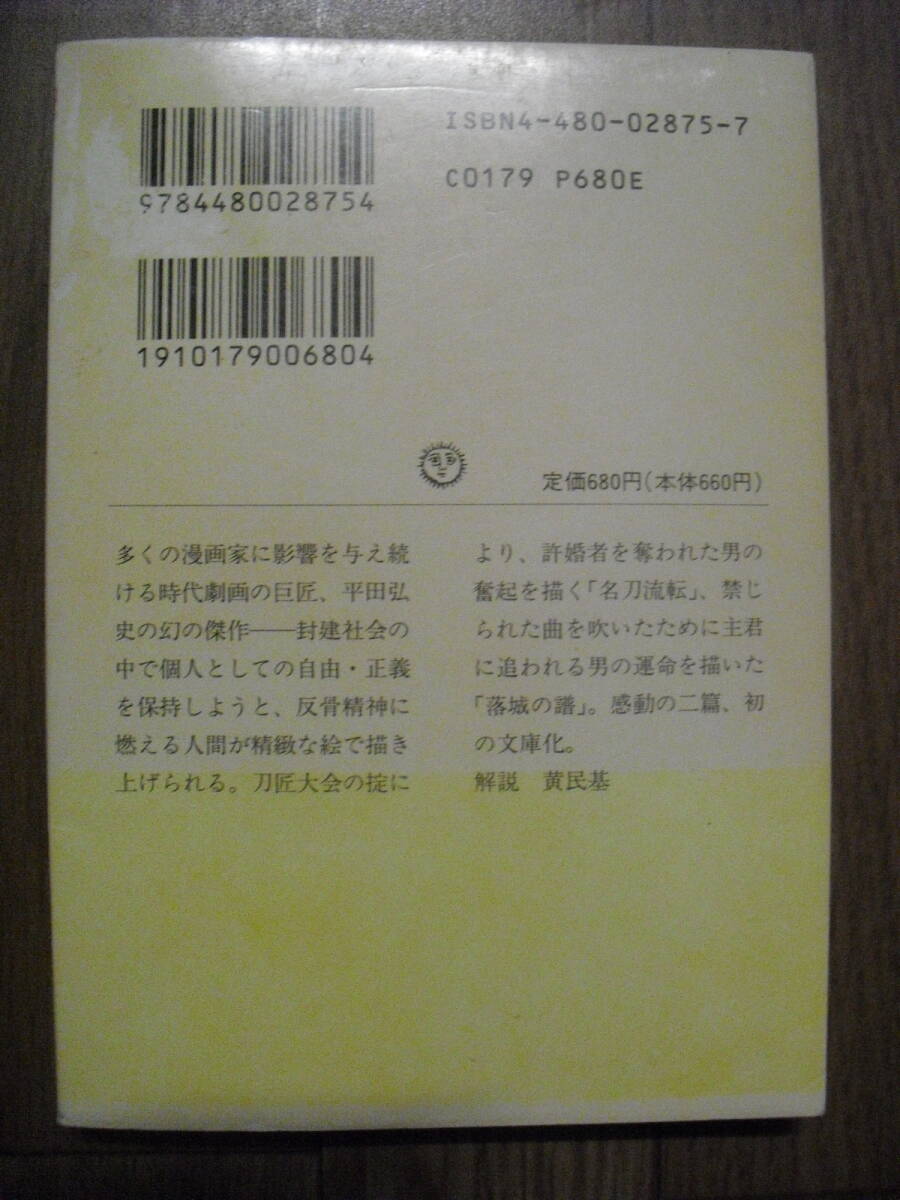 ISBN4-480-02875-7
C0179 P680E
9784480028754
1910179006804
定価680円(本体660円)
多くの漫画家に影響を与え続
ける時代劇画の巨匠、平田弘
史の幻の傑作――封建社会の
中で個人としての自由・正義
を保持しようと、反骨精神に
燃える人間が精緻な絵で描き
上げられる。刀匠大会の掟に
より、許婚者を奪われた男の
奮起を描く「名刀流転」、禁じ
られた曲を吹いたために主君
に追われる男の運命を描いた
「落城の譜」。感動の二篇、初
の文庫化。
解説 黄民基